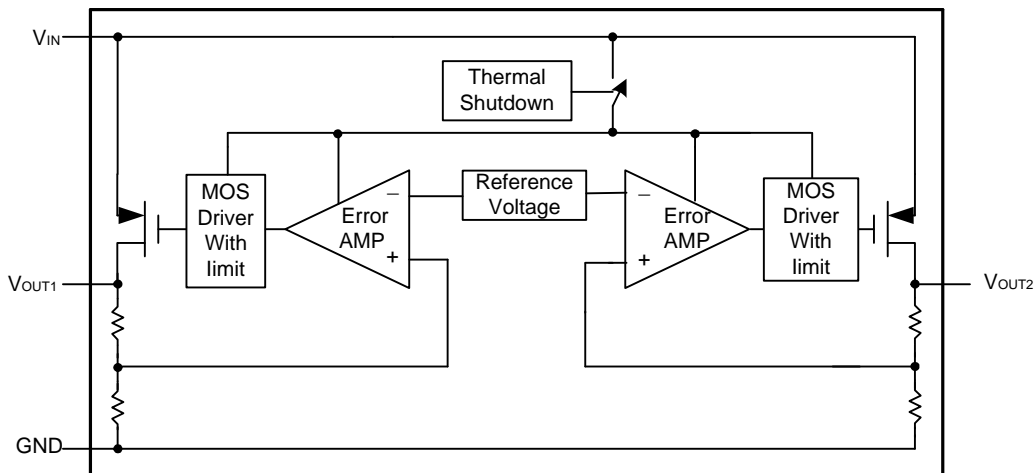 VIN
Thermal
Shutdown
MOS
Driver
With
limit
Error
AMP
−
+
Reference
Voltage
−
+
Error
AMP
MOS
Driver
With
limit
VOUT1
VOUT2
GND